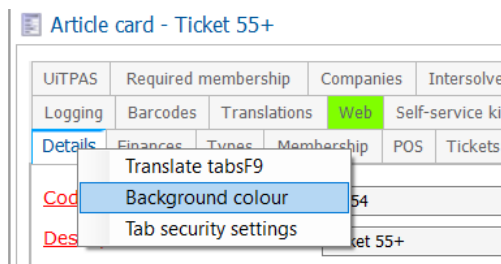 Article card - Ticket 55+
UiTPAS Required membership Companies Intersolve
Logging Barcodes Translations Web Self-service ki
Details Finances Types Membership POS Tickets
Translate tabsF9
Cod Background colour 54
Des Tab security settings ket 55+